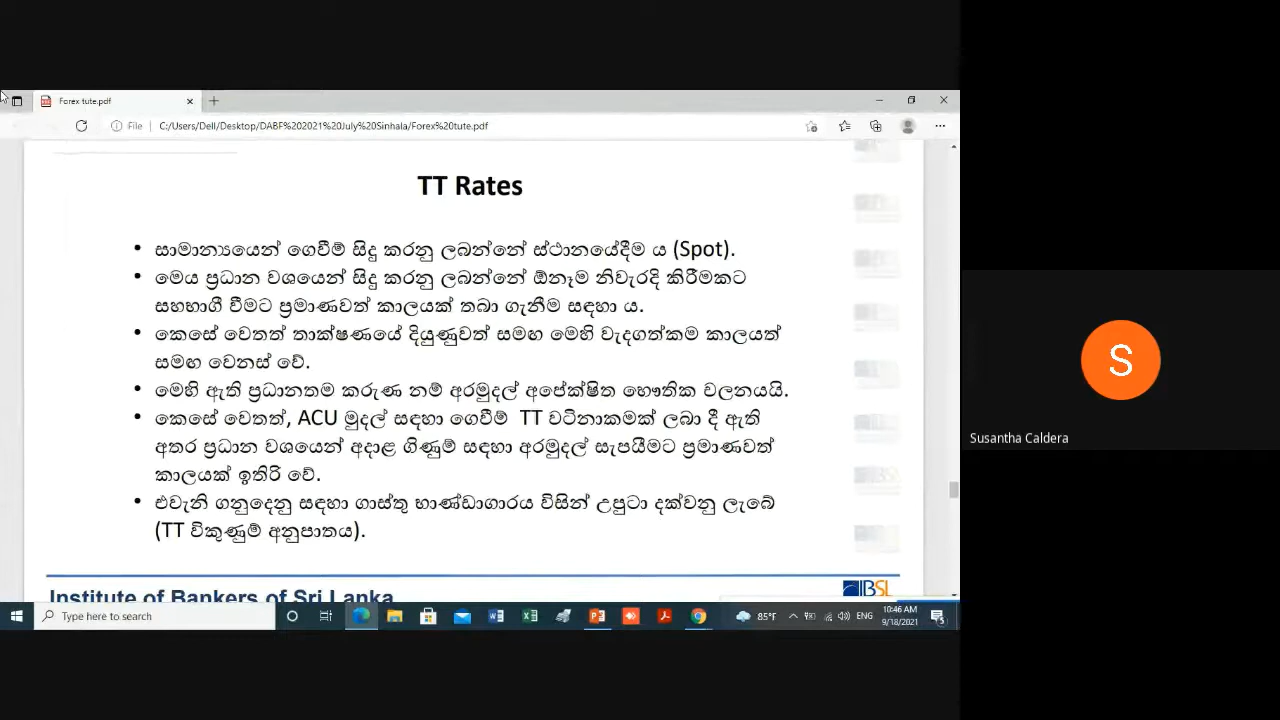 Forex tute.pdf
File
C:/Users/Dell/Desktop/DABF%202021%20July%20Sinhala/Forex%20tute.pdf
TT Rates
• සාමාන්‍යයෙන් ගෙවීම් සිදු කරනු ලබන්නේ ස්ථානයේදීම ය (Spot).
• මෙය ප්‍රධාන වශයෙන් සිදු කරනු ලබන්නේ ඕනෑම නිවැරදි කිරීමකට
සහභාගී වීමට ප්‍රමාණවත් කාලයක් තබා ගැනීම සඳහා ය.
• කෙසේ වෙතත් තාක්ෂණයේ දියුණුවත් සමඟ මෙහි වැදගත්කම කාලයත්
සමඟ වෙනස් වේ.
• මෙහි ඇති ප්‍රධානතම කරුණ නම් අරමුදල් අපේක්ෂිත භෞතික චලනයයි.
• කෙසේ වෙතත්, ACU මුදල් සඳහා ගෙවීම් TT වටිනාකමක් ලබා දී ඇති
අතර ප්‍රධාන වශයෙන් අදාළ ගිණුම් සඳහා අරමුදල් සැපයීමට ප්‍රමාණවත්
කාලයක් ඉතිරි වේ.
• එවැනි ගනුදෙනු සඳහා ගාස්තු භාණ්ඩාගාරය විසින් උපුටා දක්වනු ලැබේ
(TT විකුණුම් අනුපාතය).
Institute of Bankers of Sri Lanka
IBSL
Type here to search
85°F
ENG
10:46 AM
9/18/2021
S
Susantha Caldera